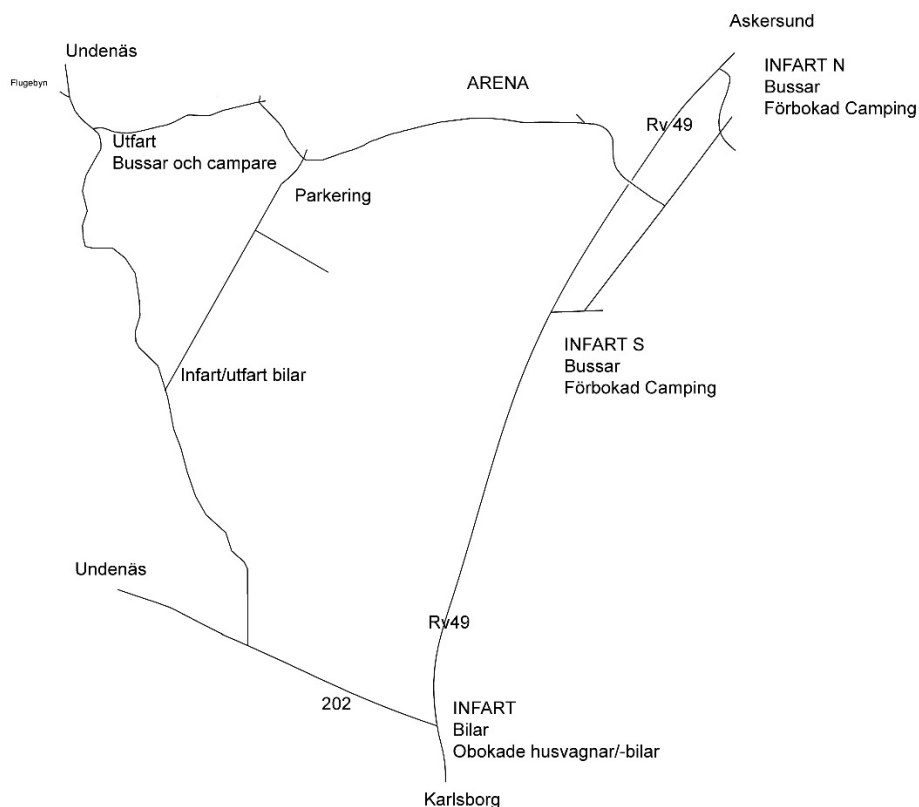 Askersund
Undenäs
INFART N
Bussar
Förbokad Camping
Flugebyn
ARENA
Rv 49
Utfart
Bussar och campare
Parkering
INFART S
Bussar
Förbokad Camping
Infart/utfart bilar
Undenäs
Rv49
202
INFART
Bilar
Obokade husvagnar/-bilar
Karlsborg